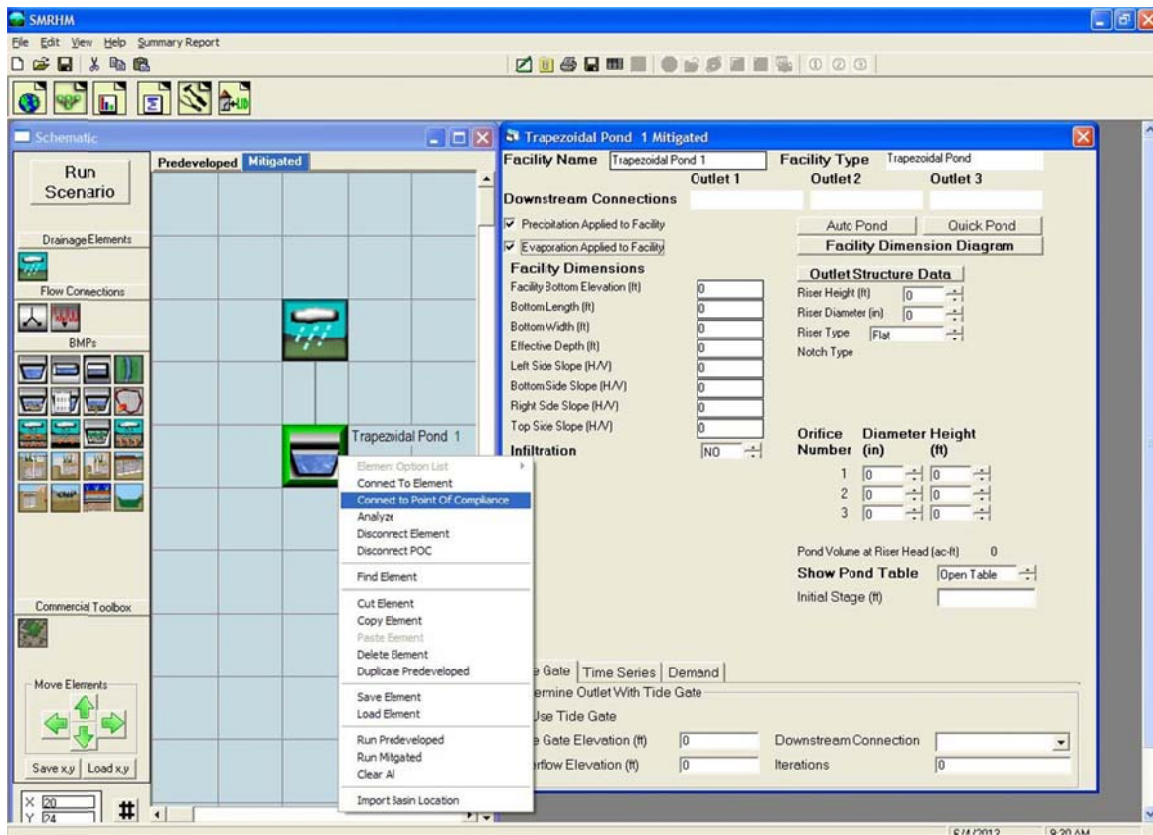 SMRHM
File Edit View Help Summary Report
Schematic
Run Scenario
Predeveloped Mitigated
Drainage Elements
Flow Connections
BMPs
Commercial Toolbox
Move Elements
Save x,y Load x,y
X 20
Y 24
#
Trapezoidal Pond 1
Element Option List
Connect To Element
Connect to Point Of Compliance
Analyze
Disconnect Element
Disconnect POC
Find Element
Cut Element
Copy Element
Paste Element
Delete Element
Duplicate Predeveloped
Save Element
Load Element
Run Predeveloped
Run Mitgated
Clear All
Import Basin Location
Trapezoidal Pond 1 Mitigated
Facility Name Trapezoidal Pond 1 Facility Type Trapezoidal Pond
Outlet 1 Outlet 2 Outlet 3
Downstream Connections
Precipitation Applied to Facility Auto Pond Quick Pond
Evaporation Applied to Facility Facility Dimension Diagram
Facility Dimensions
Facility Bottom Elevation (ft) 0
Bottom Length (ft) 0
Bottom Width (ft) 0
Effective Depth (ft) 0
Left Side Slope (H/V) 0
Bottom Side Slope (H/V) 0
Right Side Slope (H/V) 0
Top Side Slope (H/V) 0
Infiltration NO
Outlet Structure Data
Riser Height (ft) 0
Riser Diameter (in) 0
Riser Type Flat
Notch Type
Orifice Diameter Height
Number (in) (ft)
1 0 0
2 0 0
3 0 0
Pond Volume at Riser Head (ac-ft) 0
Show Pond Table Open Table
Initial Stage (ft)
Gate Time Series Demand
ermine Outlet With Tide Gate
Use Tide Gate
Gate Elevation (ft) 0 Downstream Connection
erflow Elevation (ft) 0 Iterations 0
6/4/2012 9:20 AM